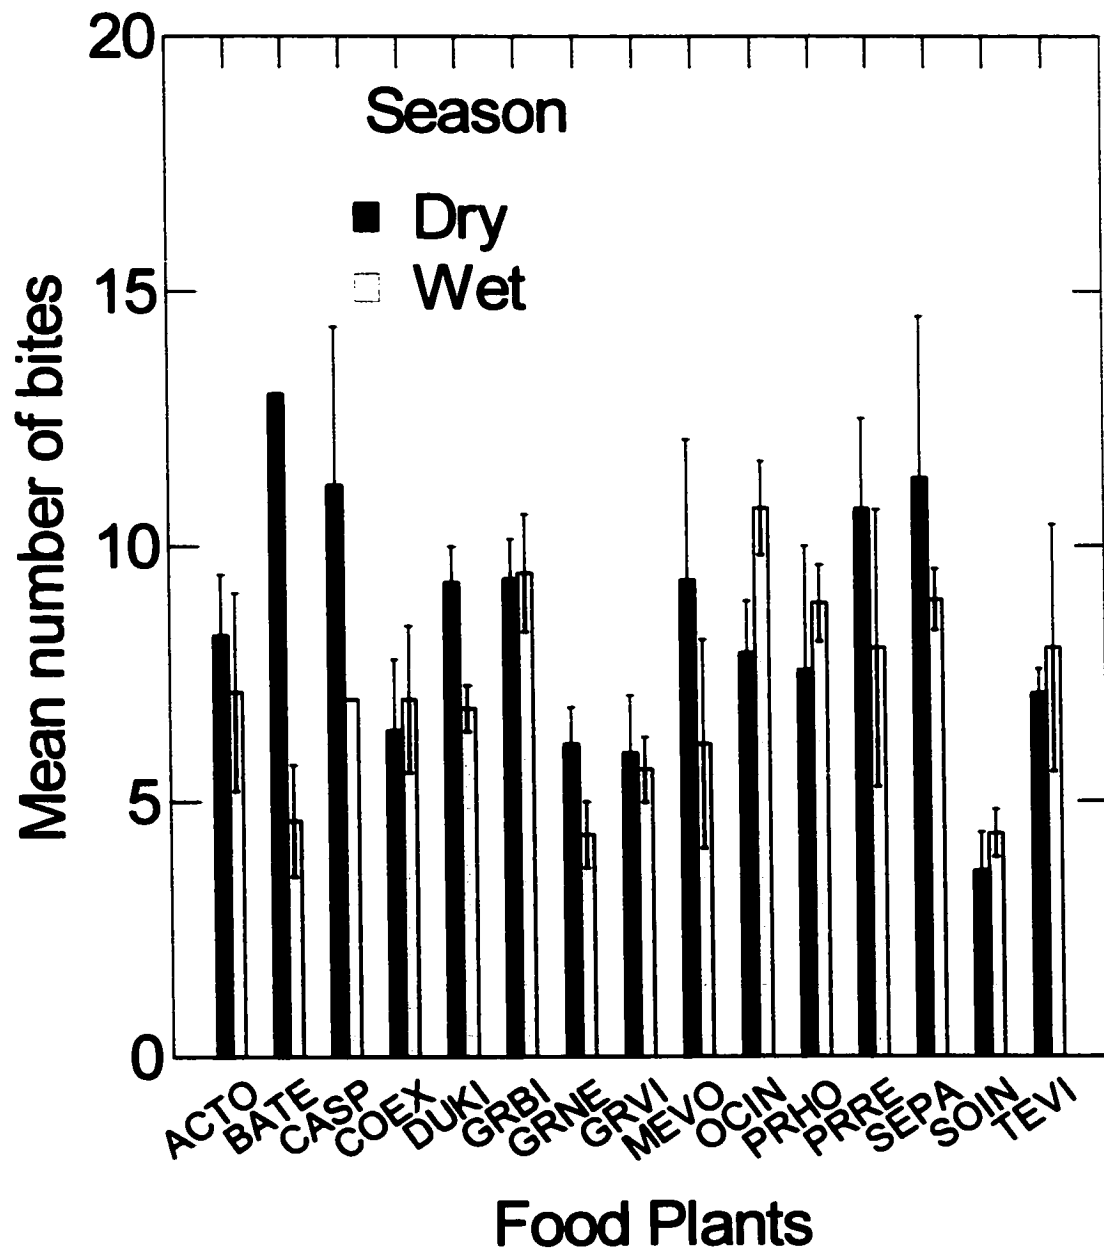 20
Season
Dry
Wet
15
10
5
0
Mean number of bites
ACTO
BATE
CASP
COEX
DUKI
GRBI
GRNE
GRVI
MEVO
OCIN
PRHO
PRRE
SEPA
SOIN
TEVI
Food Plants